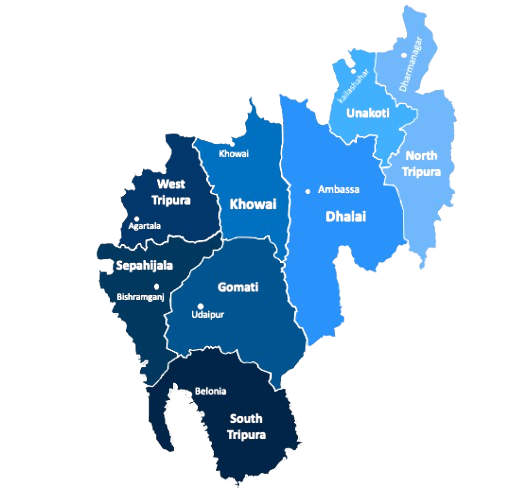 Dharmanagar
kailashahar
Unakoti
North
Tripura
Khowai
West
Tripura
Ambassa
Khowai
Dhalai
Agartala
Sepahijala
Bishramganj
Gomati
Udaipur
Belonia
South
Tripura